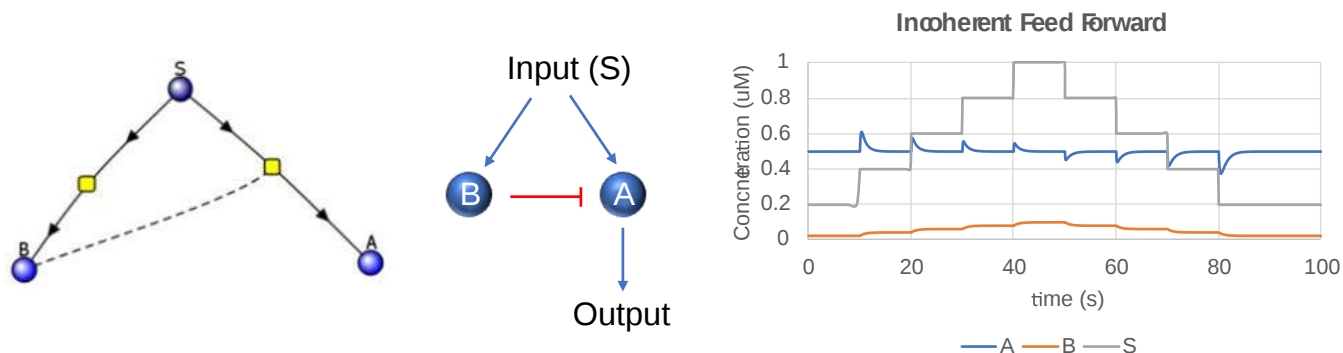 S
B
A
Input (S)
B
A
Output
Incoherent Feed Forward
Concneration (uM)
1
0.8
0.6
0.4
0.2
0
0
20
40
60
80
100
time (s)
A
B
S